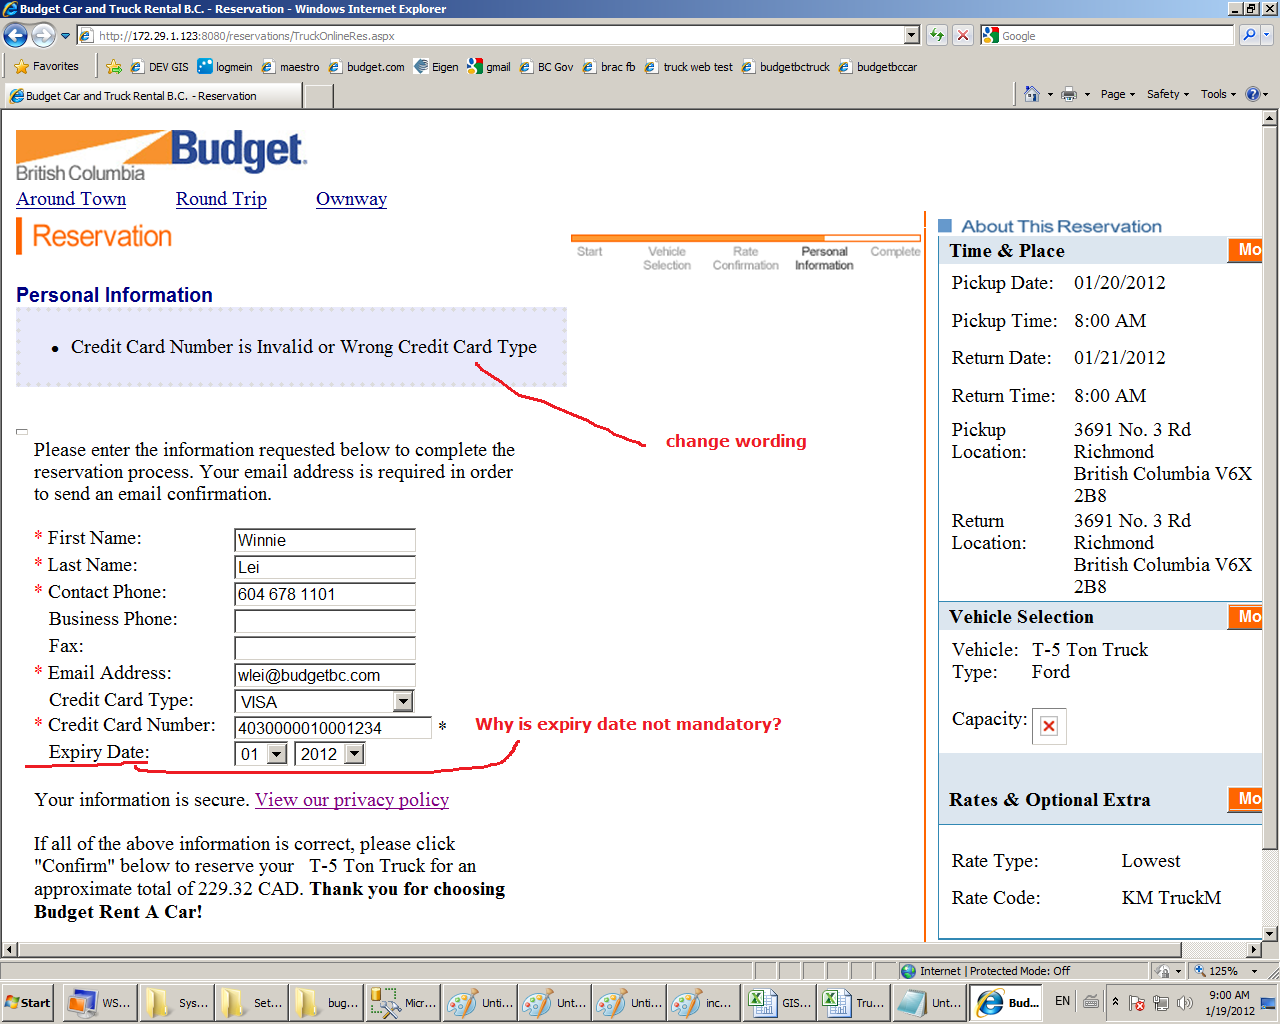 Budget Car and Truck Rental B.C. - Reservation - Windows Internet Explorer
http://172.29.1.123:8080/reservations/TruckOnlineRes.aspx
Google
Favorites
DEV GIS
logmein
maestro
budget.com
Eigen
gmail
BC Gov
brac fb
truck web test
budgetbctruck
budgetbccar
Budget Car and Truck Rental B.C. - Reservation
Page
Safety
Tools
Budget
British Columbia
Around Town
Round Trip
Ownway
Reservation
Start
Vehicle Selection
Rate Confirmation
Personal Information
Complete
Personal Information
• Credit Card Number is Invalid or Wrong Credit Card Type
change wording
Please enter the information requested below to complete the
reservation process. Your email address is required in order
to send an email confirmation.
* First Name: Winnie
* Last Name: Lei
* Contact Phone: 604 678 1101
Business Phone:
Fax:
* Email Address: wlei@budgetbc.com
Credit Card Type: VISA
* Credit Card Number: 4030000010001234 *
Why is expiry date not mandatory?
Expiry Date: 01 2012
Your information is secure. View our privacy policy
If all of the above information is correct, please click
"Confirm" below to reserve your T-5 Ton Truck for an
approximate total of 229.32 CAD. Thank you for choosing
Budget Rent A Car!
About This Reservation
Time & Place
Mo
Pickup Date: 01/20/2012
Pickup Time: 8:00 AM
Return Date: 01/21/2012
Return Time: 8:00 AM
Pickup Location: 3691 No. 3 Rd
Richmond
British Columbia V6X
2B8
Return Location: 3691 No. 3 Rd
Richmond
British Columbia V6X
2B8
Vehicle Selection
Mo
Vehicle: T-5 Ton Truck
Type: Ford
Capacity:
Rates & Optional Extra
Mo
Rate Type: Lowest
Rate Code: KM TruckM
Internet | Protected Mode: Off
125%
Start
WS...
Sys...
Set...
bug...
Micr...
Unti...
Unt...
Unti...
inc...
GIS...
Tru...
Unt...
Bud...
EN
9:00 AM
1/19/2012